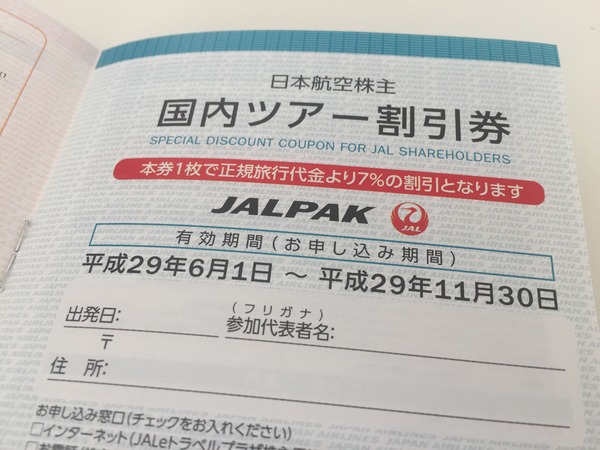 日本航空株主
国内ツアー割引券
SPECIAL DISCOUNT COUPON FOR JAL SHAREHOLDERS
本券1枚で正規旅行代金より7%の割引となります
JALPAK JAL
有効期間(お申し込み期間)
平成29年6月1日 〜 平成29年11月30日
(フリガナ)
出発日: 参加代表者名:
〒
住 所:
お申し込み窓口(チェックをお入れください)
□インターネット(JALeトラベルプラザ株主